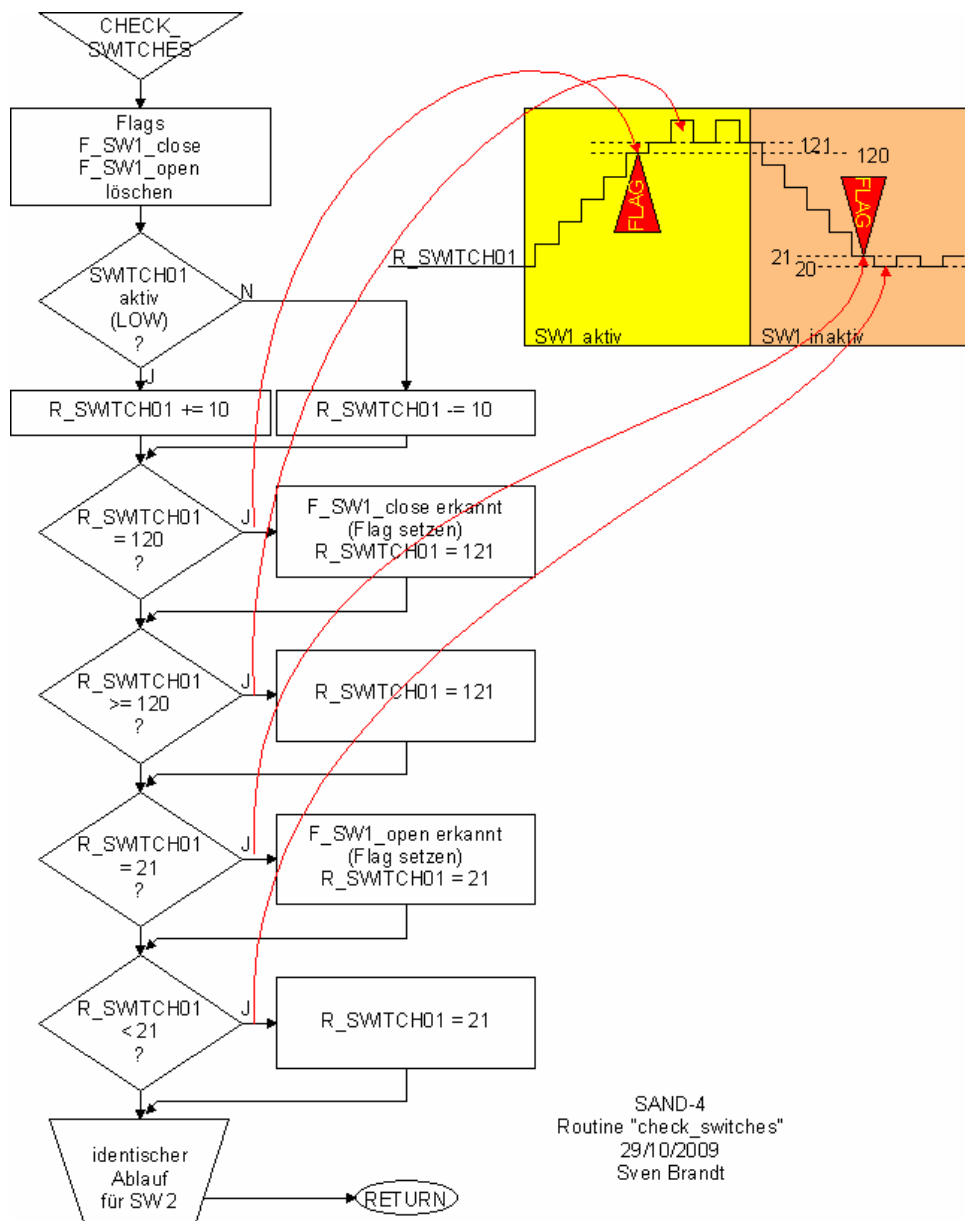 CHECK_
SWITCHES
Flags
F_SW1_close
F_SW1_open
löschen
SWITCH01
aktiv
(LOW)
?
N
J
R_SWITCH01 += 10
R_SWITCH01 -= 10
R_SWITCH01
= 120
?
J
F_SW1_close erkannt
(Flag setzen)
R_SWITCH01 = 121
R_SWITCH01
>= 120
?
J
R_SWITCH01 = 121
R_SWITCH01
= 21
?
J
F_SW1_open erkannt
(Flag setzen)
R_SWITCH01 = 21
R_SWITCH01
< 21
?
J
R_SWITCH01 = 21
identischer
Ablauf
für SW2
RETURN
R_SWITCH01
FLAG
121
120
FLAG
21
20
SW1 aktiv
SW1 inaktiv
SAND-4
Routine "check_switches"
29/10/2009
Sven Brandt